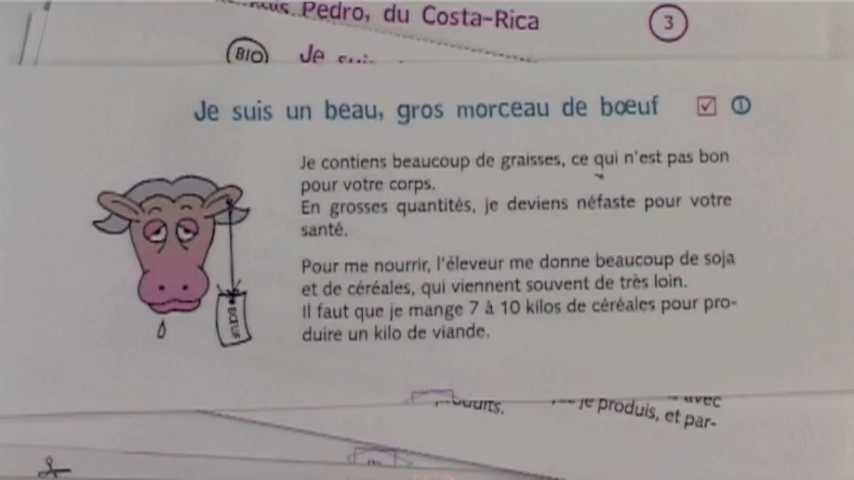 Pedro, du Costa-Rica
3
BIO
Je suis
Je suis un beau, gros morceau de bœuf
1
Je contiens beaucoup de graisses, ce qui n'est pas bon
pour votre corps.
En grosses quantités, je deviens néfaste pour votre
santé.
Pour me nourrir, l'éleveur me donne beaucoup de soja
et de céréales, qui viennent souvent de très loin.
Il faut que je mange 7 à 10 kilos de céréales pour pro-
duire un kilo de viande.
BŒUF
avec
je produis, et par-